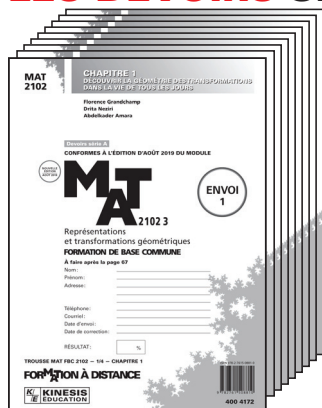 LES DEVOIRS
MAT
2102
CHAPITRE 1
DÉCOUVRIR LA GÉOMÉTRIE DES TRANSFORMATIONS
DANS LA VIE DE TOUS LES JOURS
Florence Grandchamp
Drita Neziri
Abdelkader Amara
Devoirs série A
CONFORMES À L'ÉDITION D'AOÛT 2019 DU MODULE
MAT
2102 3
ENVOI
1
Représentations
et transformations géométriques
FORMATION DE BASE COMMUNE
À faire après la page 67
Nom:
Prénom:
Adresse:
Téléphone:
Courriel:
Date d'envoi:
Date de correction:
RÉSULTAT: %
TROUSSE MAT FBC 2102 – 1/4 – CHAPITRE 1
FORMATION À DISTANCE
KINESIS
ÉDUCATION
400 4172